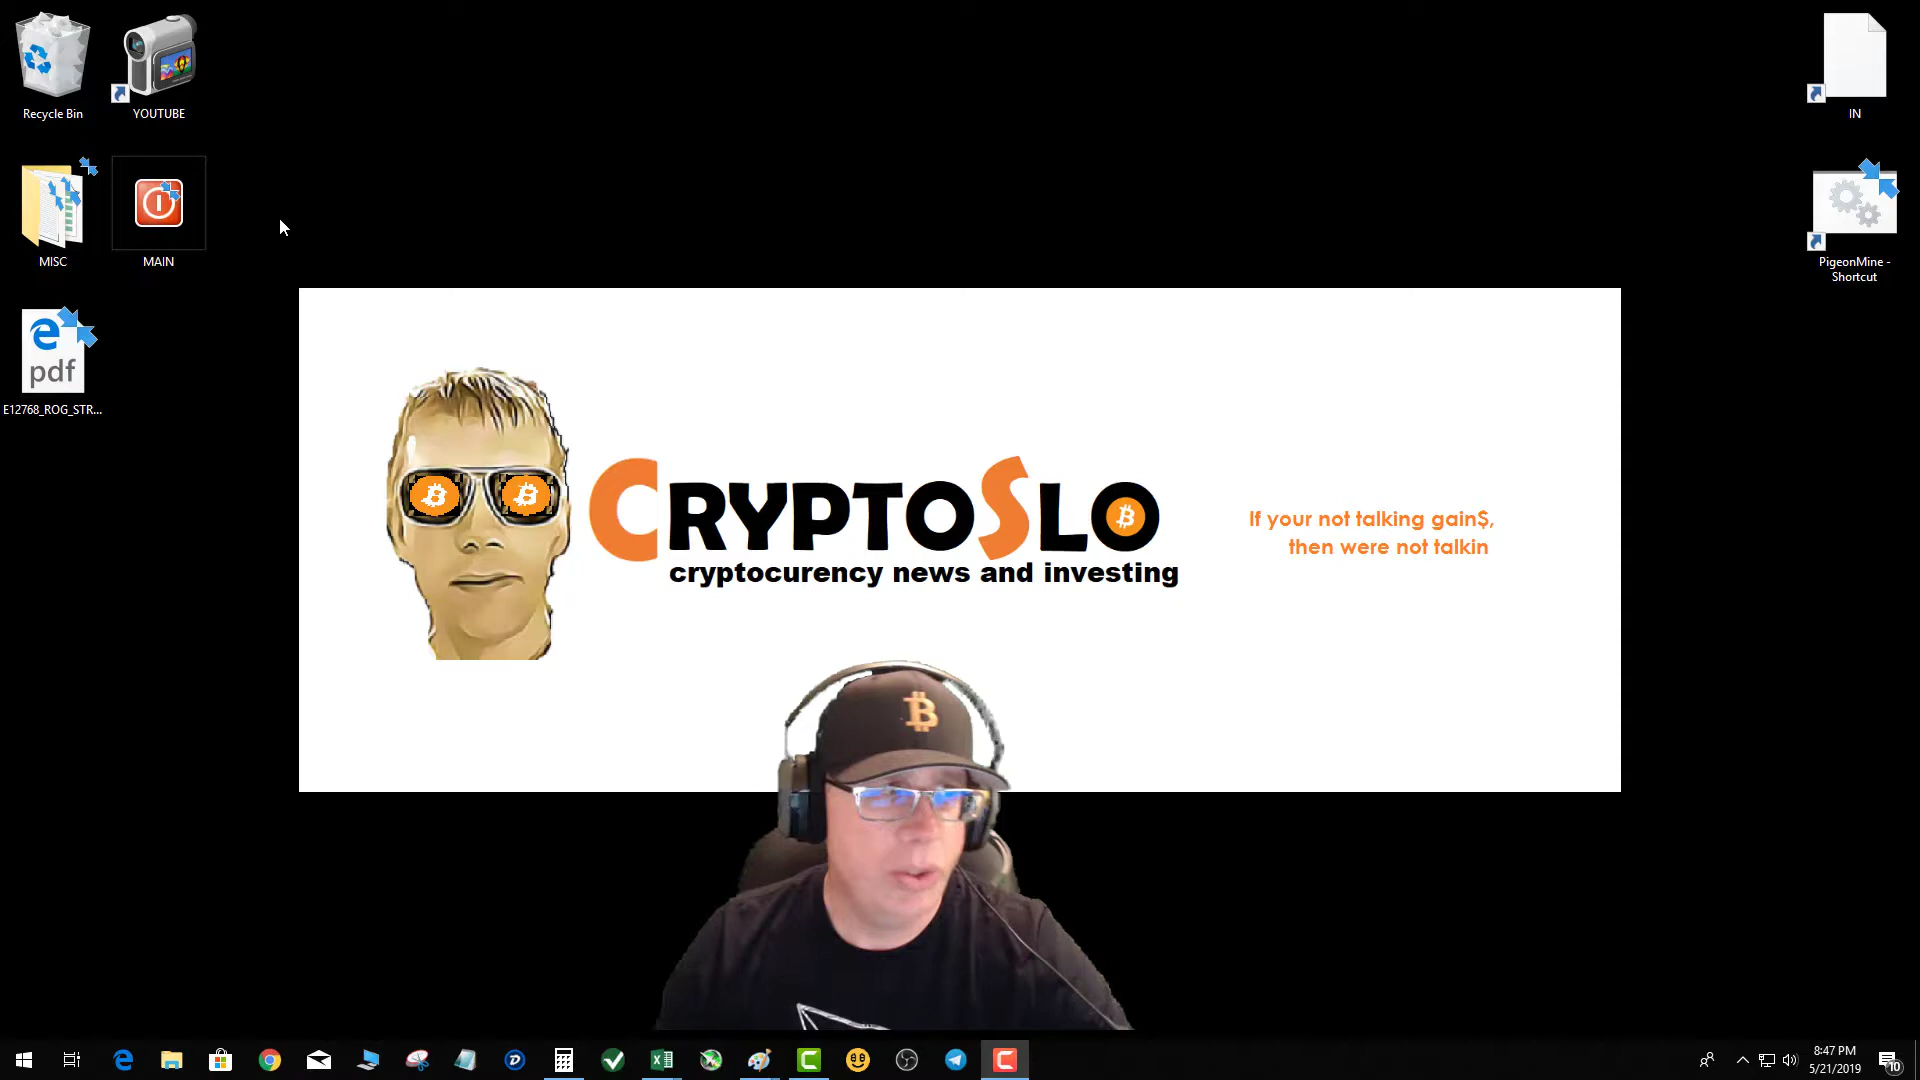 Recycle Bin
YOUTUBE
IN
MISC
MAIN
PigeonMine -
Shortcut
pdf
E12768_ROG_STR...
CRYPTOSLO
cryptocurency news and investing
If your not talking gain$,
then were not talkin
8:47 PM
5/21/2019
10